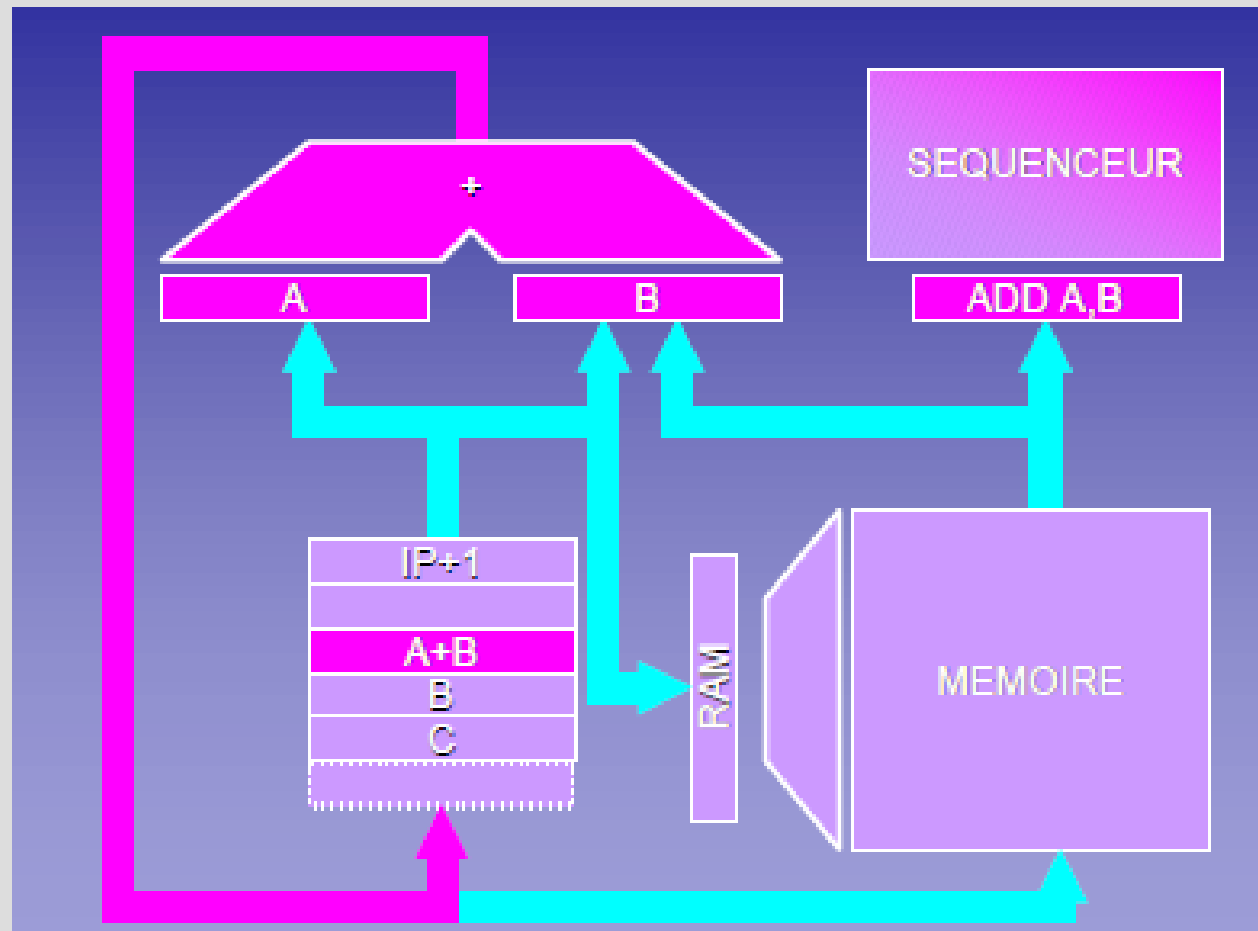 +
SEQUENCEUR
A
B
ADD A,B
IP+1
A+B
B
C
RAM
MEMOIRE